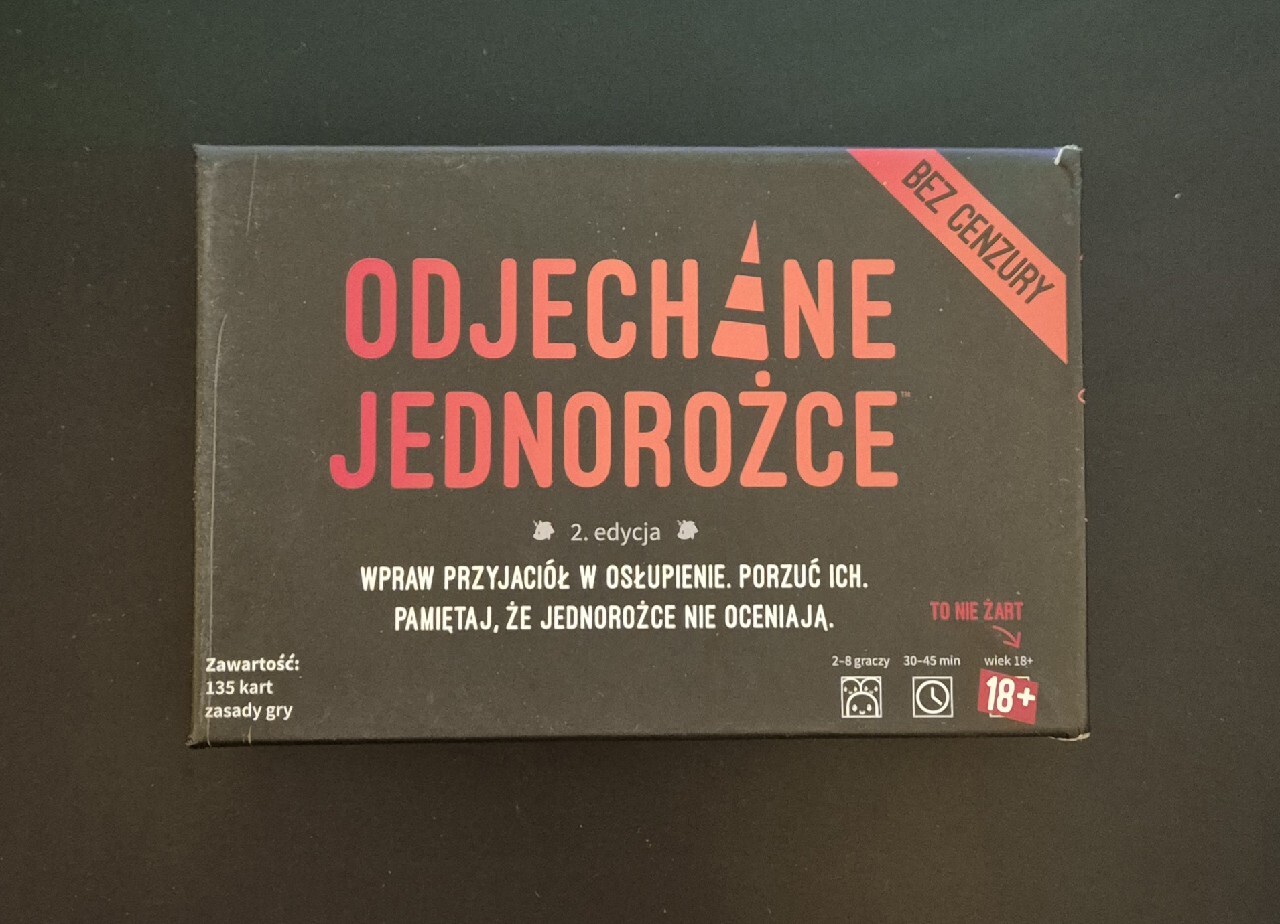 BEZ CENZURY
ODJECHANE
JEDNOROŻCE™
2. edycja
WPRAW PRZYJACIÓŁ W OSŁUPIENIE. PORZUĆ ICH.
PAMIĘTAJ, ŻE JEDNOROŻCE NIE OCENIAJĄ.
TO NIE ŻART
Zawartość:
135 kart
zasady gry
2–8 graczy 30–45 min wiek 18+
18+